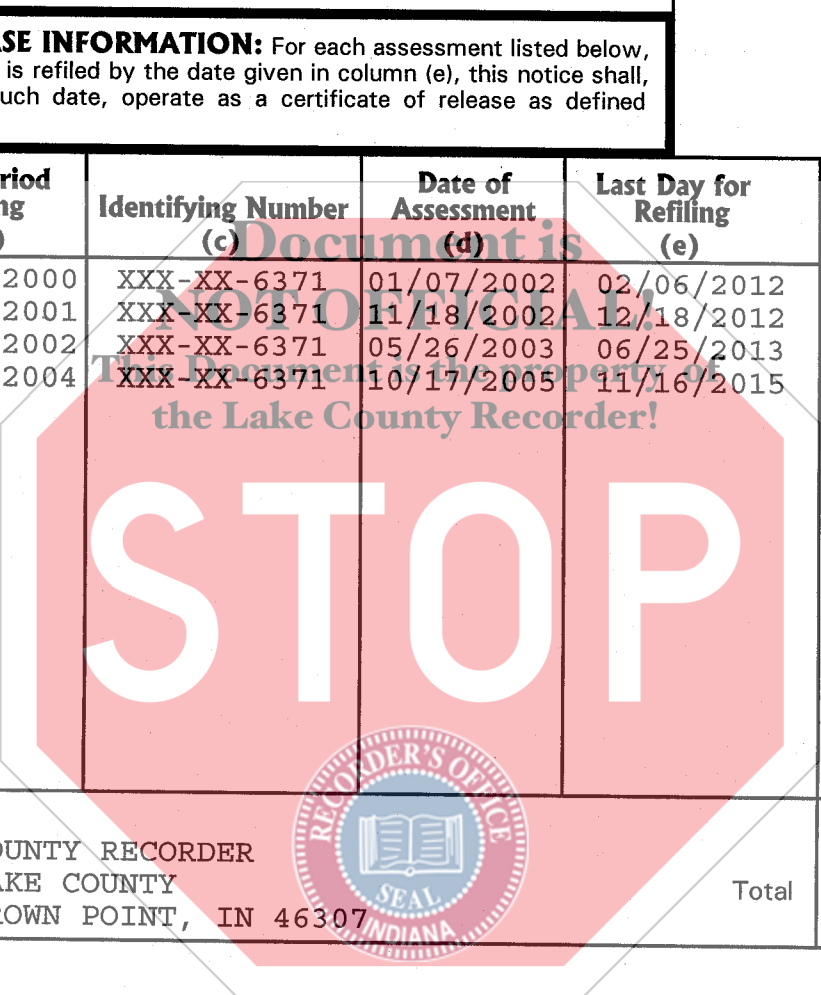 ASE INFORMATION: For each assessment listed below,
is refiled by the date given in column (e), this notice shall,
such date, operate as a certificate of release as defined
riod
ng
)
Identifying Number
(c)
Date of
Assessment
(d)
Last Day for
Refiling
(e)
2000 XXX-XX-6371 01/07/2002 02/06/2012
2001 XXX-XX-6371 11/18/2002 12/18/2012
2002 XXX-XX-6371 05/26/2003 06/25/2013
2004 XXX-XX-6371 10/17/2005 11/16/2015
Document is
NOT OFFICIAL!
This Document is the property of
the Lake County Recorder!
STOP
RECORDER'S OFFICE
SEAL
INDIANA
OUNTY RECORDER
AKE COUNTY
ROWN POINT, IN 46307
Total